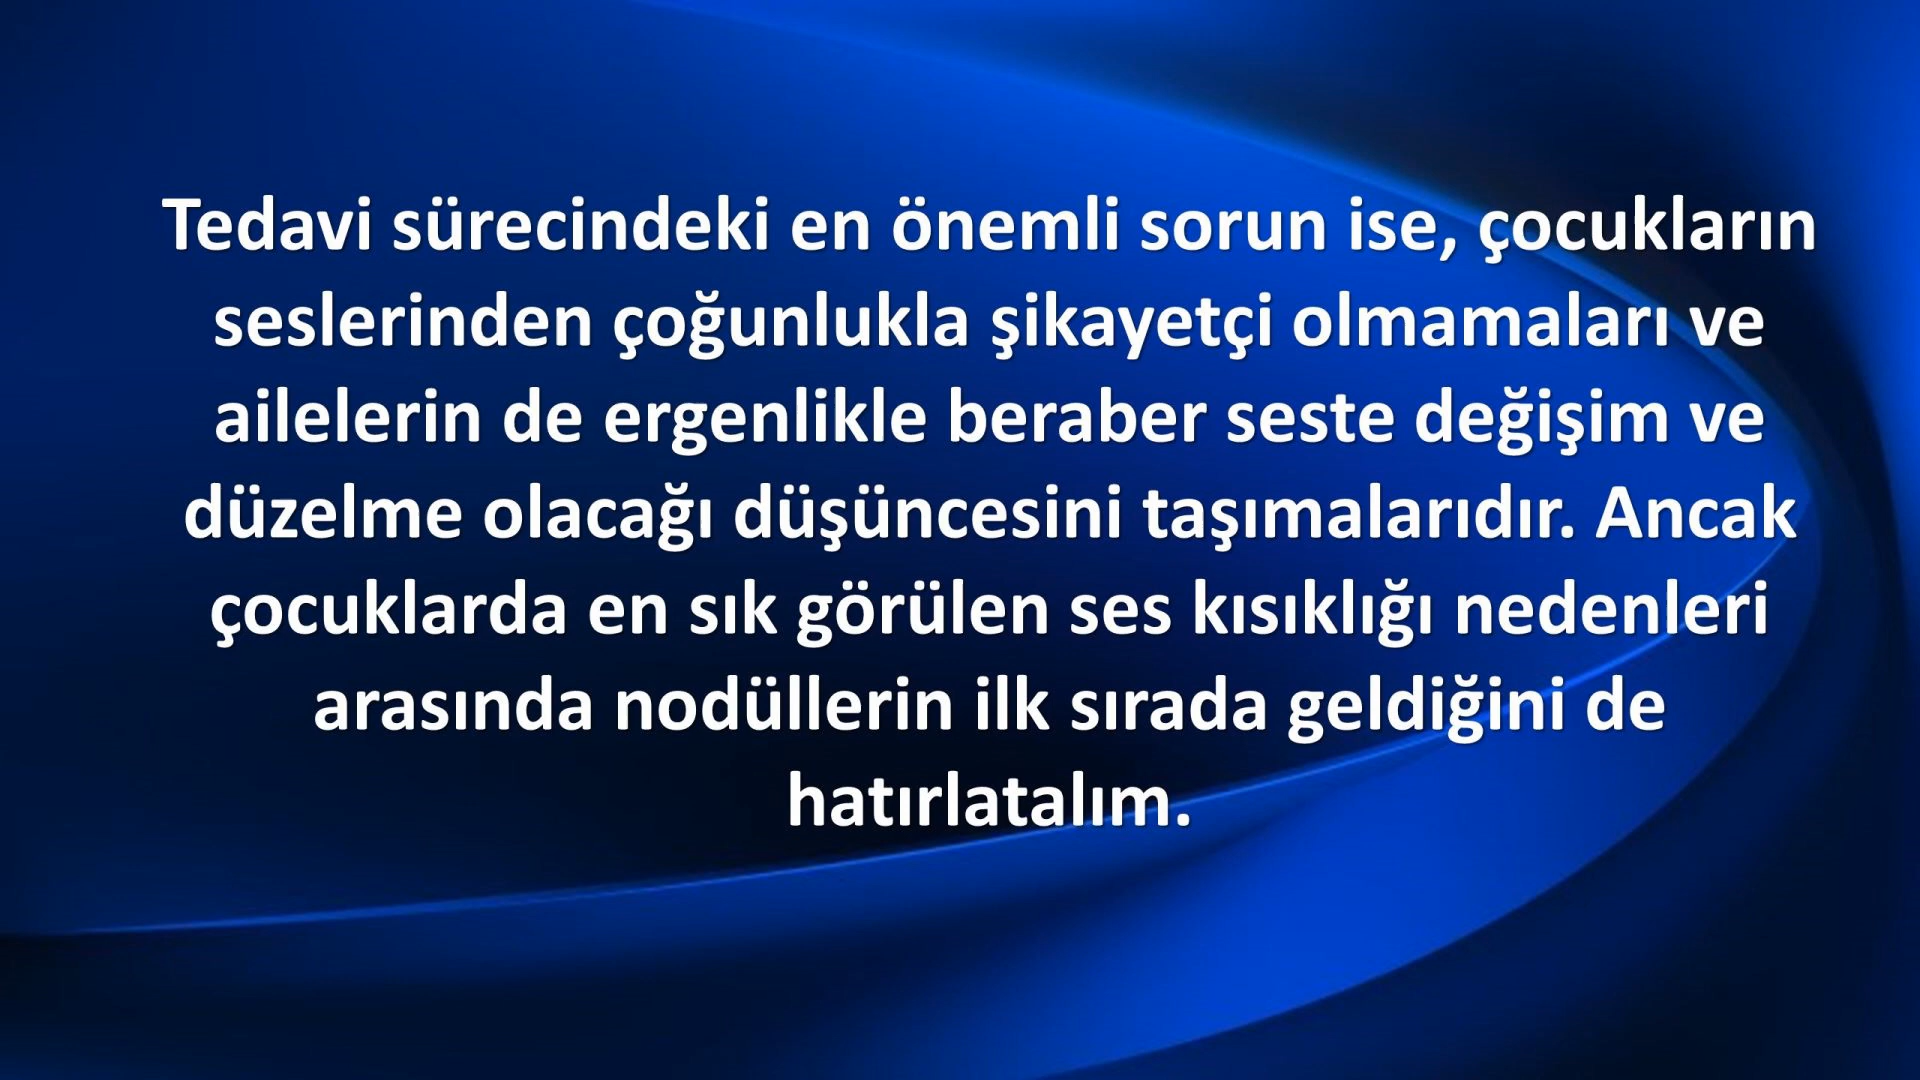 Tedavi sürecindeki en önemli sorun ise, çocukların
seslerinden çoğunlukla şikayetçi olmamaları ve
ailelerin de ergenlikle beraber seste değişim ve
düzelme olacağı düşüncesini taşımalarıdır. Ancak
çocuklarda en sık görülen ses kısıklığı nedenleri
arasında nodüllerin ilk sırada geldiğini de
hatırlatalım.